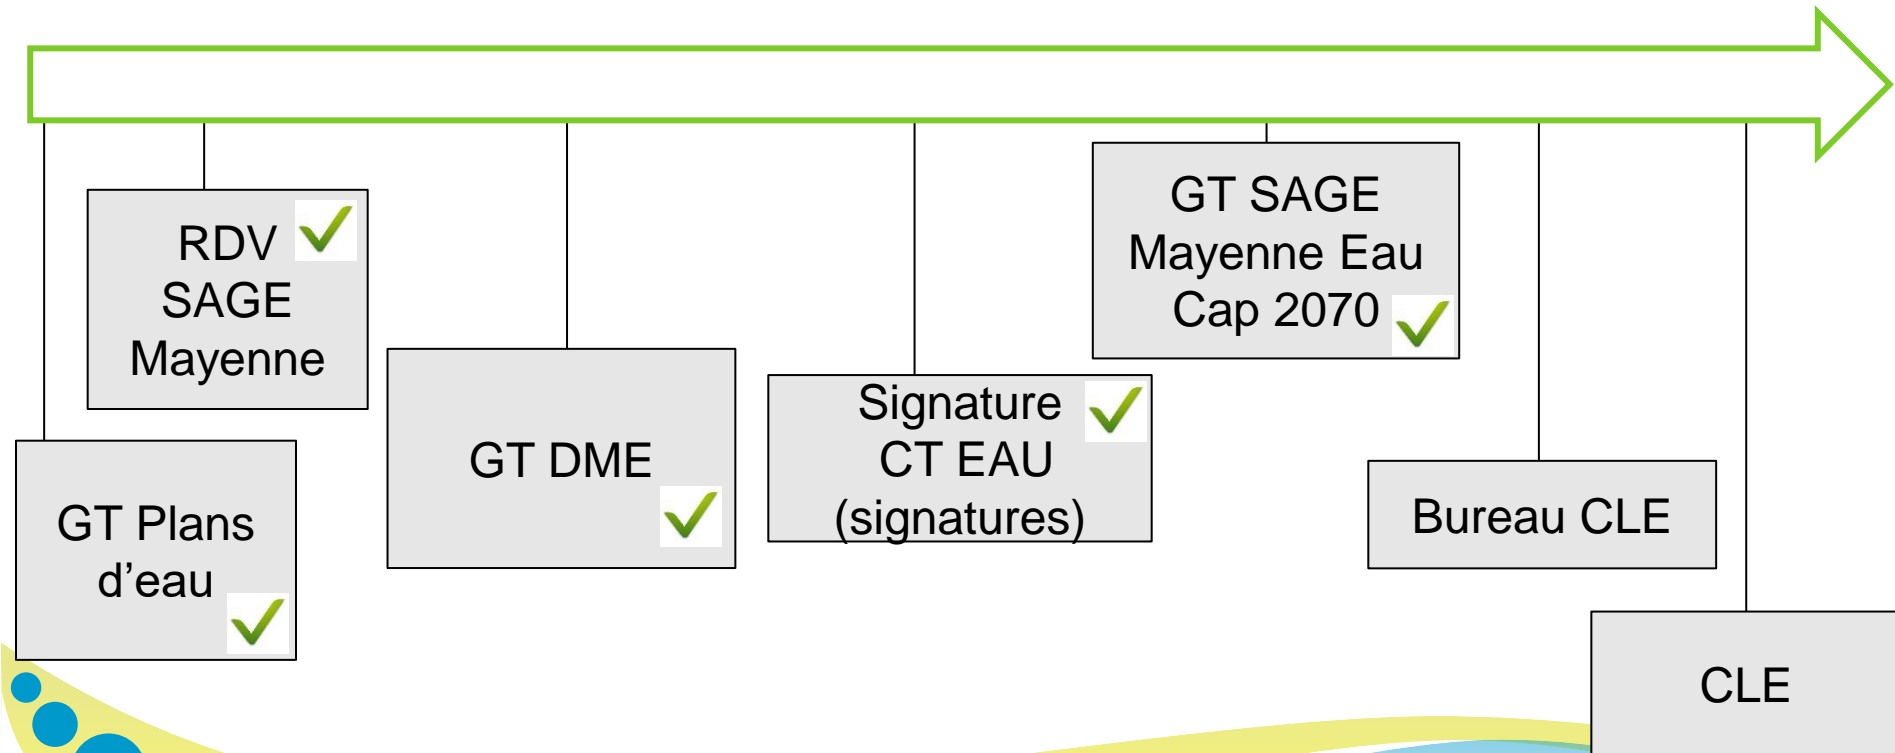 GT Plans
d’eau
RDV
SAGE
Mayenne
GT DME
Signature
CT EAU
(signatures)
GT SAGE
Mayenne Eau
Cap 2070
Bureau CLE
CLE